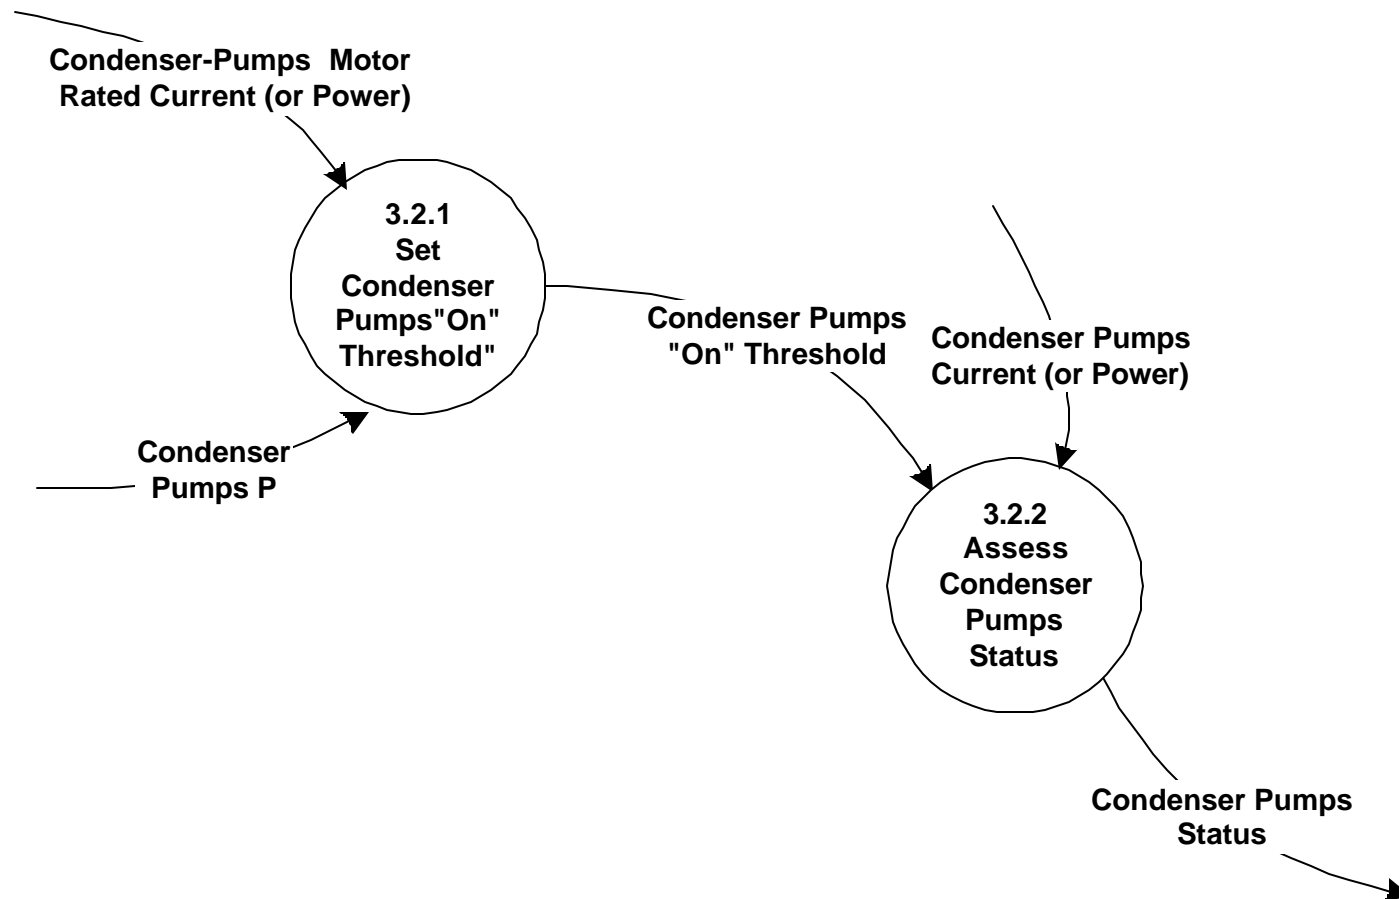 Condenser-Pumps Motor
Rated Current (or Power)
3.2.1
Set
Condenser
Pumps"On"
Threshold"
Condenser Pumps
"On" Threshold
Condenser Pumps
Current (or Power)
Condenser
Pumps P
3.2.2
Assess
Condenser
Pumps
Status
Condenser Pumps
Status